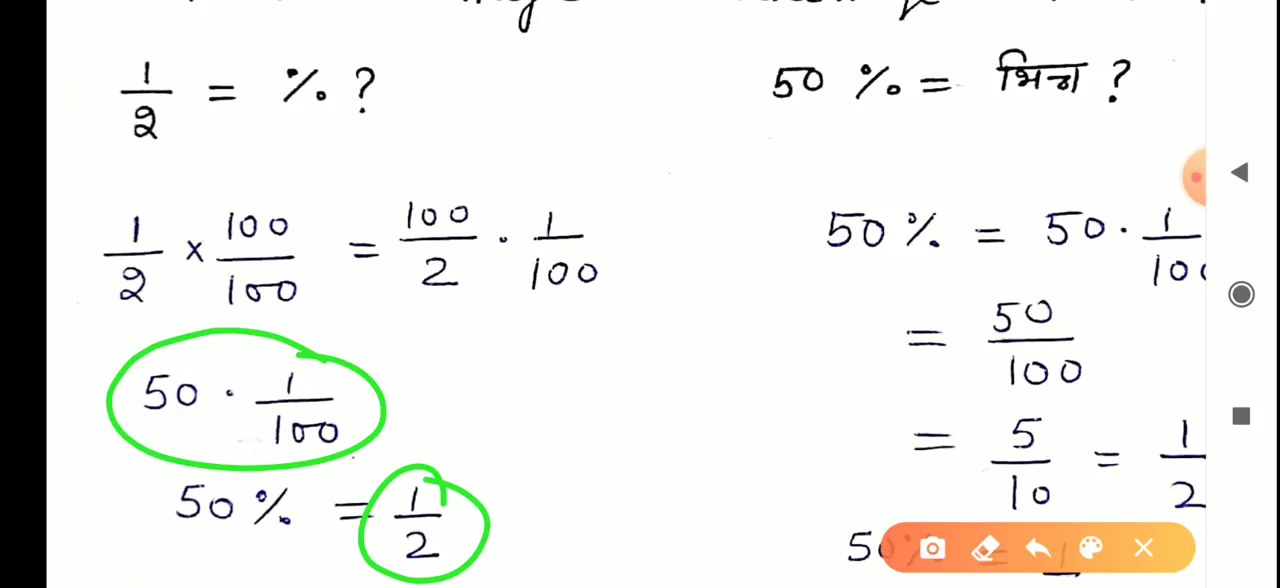 1/2 = % ?
1/2 × 100/100 = 100/2 · 1/100
50 · 1/100
50 % = 1/2
50 % = भिन्न ?
50 % = 50 · 1/100
= 50/100
= 5/10 = 1/2